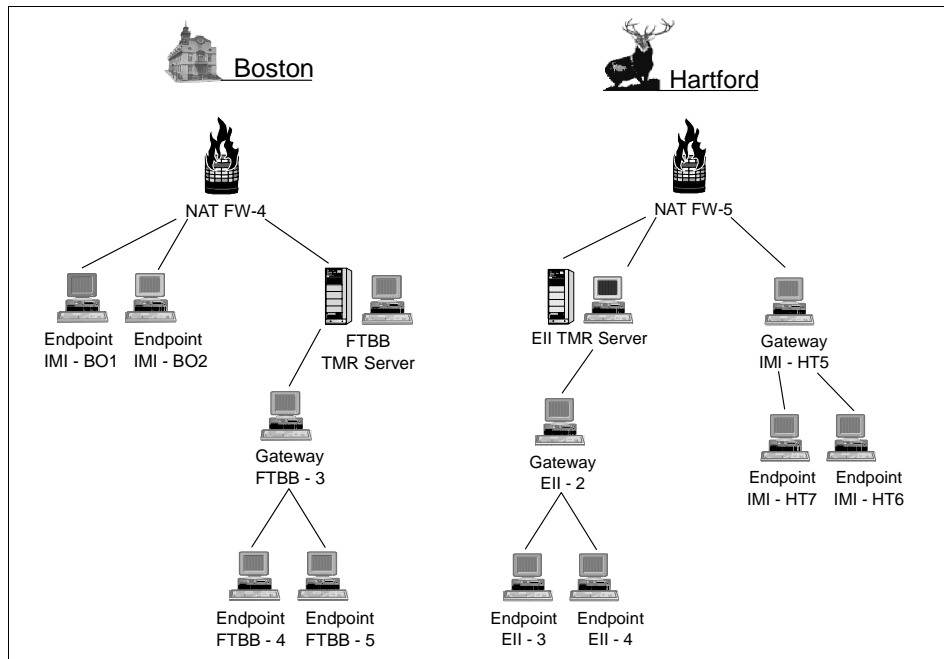 Boston
Hartford
NAT FW-4
NAT FW-5
Endpoint
IMI - BO1
Endpoint
IMI - BO2
FTBB
TMR Server
EII TMR Server
Gateway
IMI - HT5
Gateway
FTBB - 3
Gateway
EII - 2
Endpoint
IMI - HT7
Endpoint
IMI - HT6
Endpoint
FTBB - 4
Endpoint
FTBB - 5
Endpoint
EII - 3
Endpoint
EII - 4